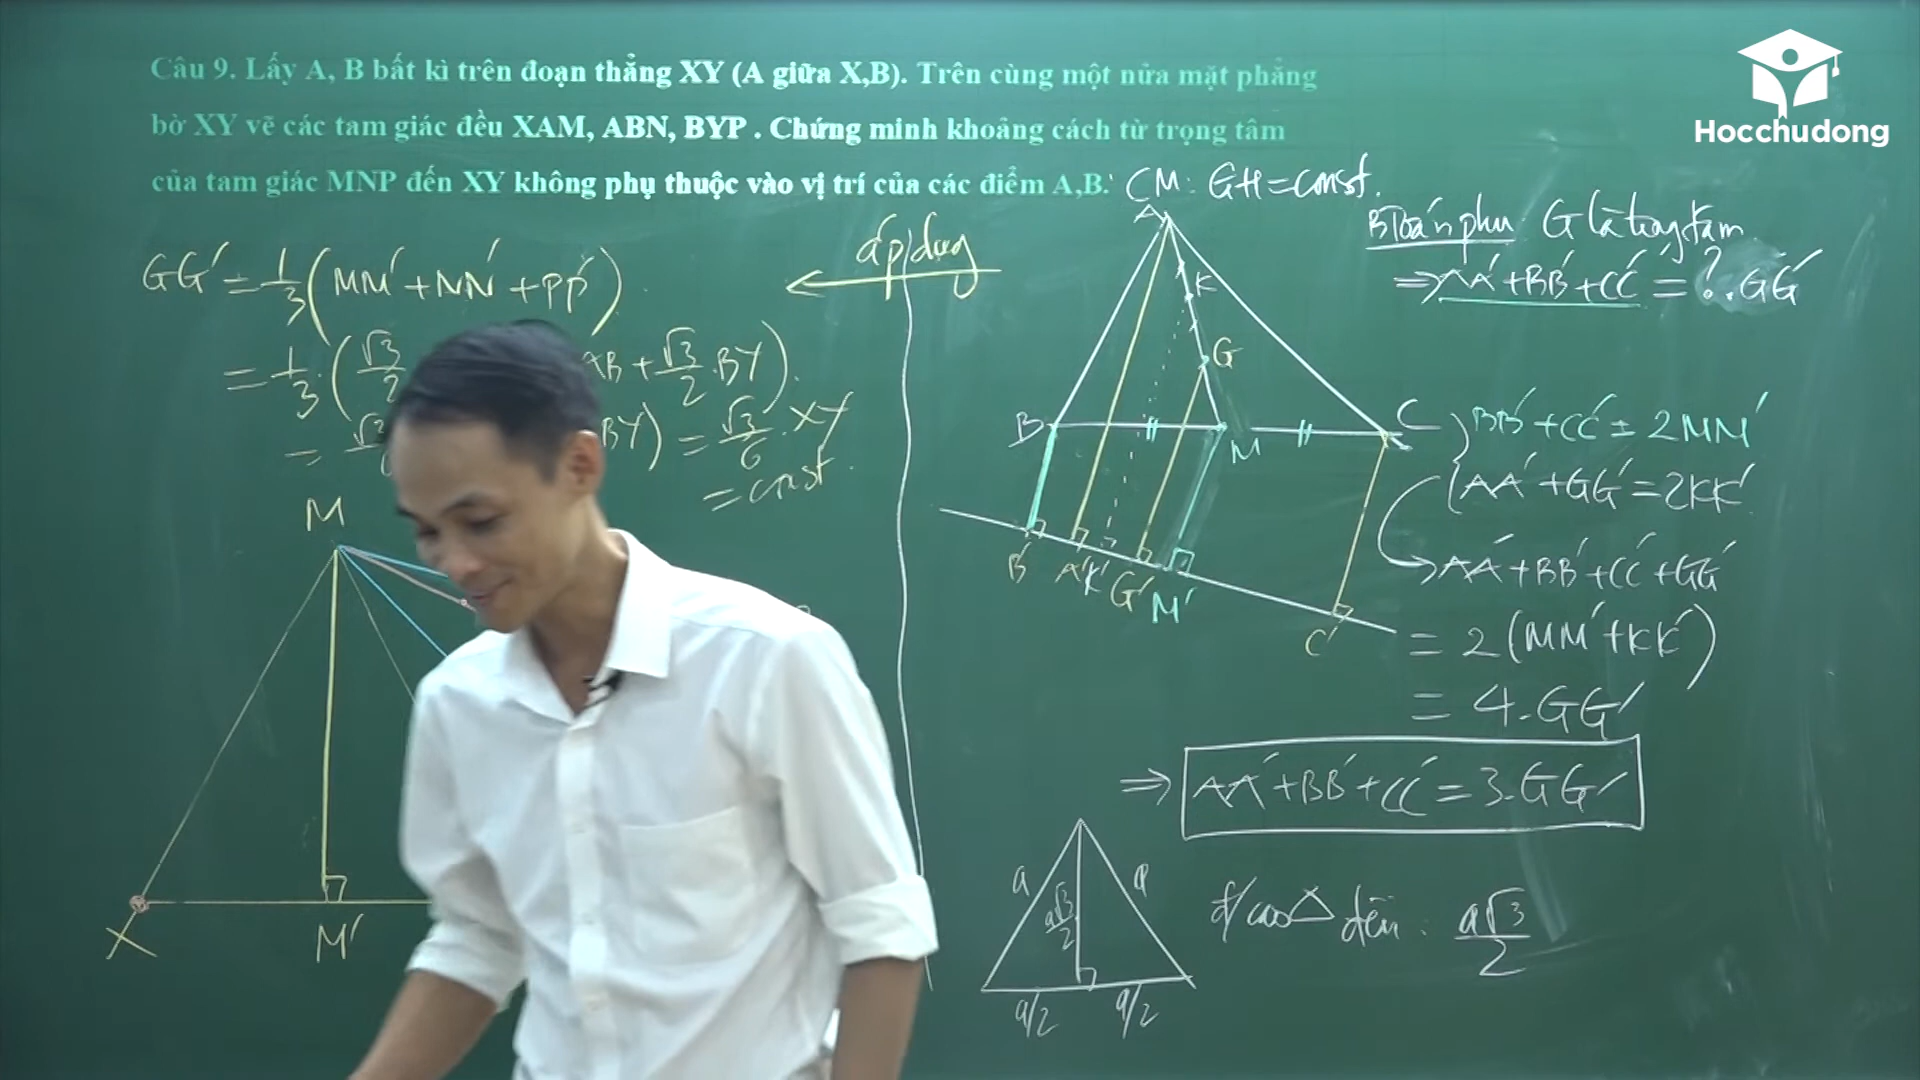 Câu 9. Lấy A, B bất kì trên đoạn thẳng XY (A giữa X,B). Trên cùng một nửa mặt phẳng
bờ XY vẽ các tam giác đều XAM, ABN, BYP . Chứng minh khoảng cách từ trọng tâm
của tam giác MNP đến XY không phụ thuộc vào vị trí của các điểm A,B.
Hocchudong
CM: GH = const.
GG' = 1/3 (MM' + NN' + PP').
= 1/3 . (√3/2 AB + √3/2 . BY).
= BY) = √3/6 . XY
= const.
áp dụng
M
X
M'
A
K
G
B
M
C
B'
A'
K'
G'
M'
C'
BToán phụ: G là trọng tâm
⇒ AA' + BB' + CC' = ? . GG'
BB' + CC' = 2MM'
AA' + GG' = 2KK'
AA' + BB' + CC' + GG'
= 2(MM' + KK')
= 4.GG'
⇒ AA' + BB' + CC' = 3.GG'
a
a
a√3/2
a/2
a/2
đ/cao △ đều : a√3/2